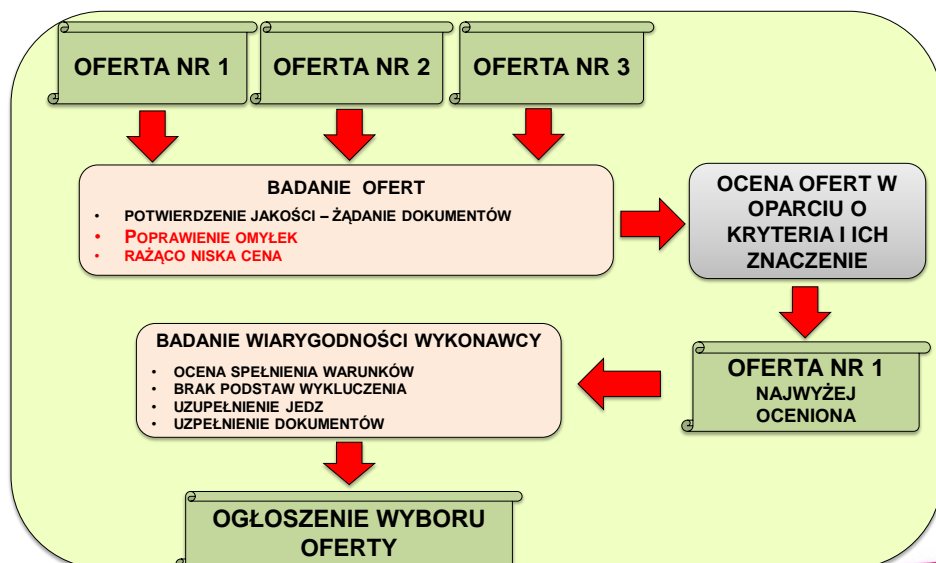 OFERTA NR 1
OFERTA NR 2
OFERTA NR 3
BADANIE OFERT
• POTWIERDZENIE JAKOŚCI – ŻĄDANIE DOKUMENTÓW
• POPRAWIENIE OMYŁEK
• RAŻĄCO NISKA CENA
OCENA OFERT W
OPARCIU O
KRYTERIA I ICH
ZNACZENIE
BADANIE WIARYGODNOŚCI WYKONAWCY
• OCENA SPEŁNIENIA WARUNKÓW
• BRAK PODSTAW WYKLUCZENIA
• UZUPEŁNIENIE JEDZ
• UZPEŁNIENIE DOKUMENTÓW
OFERTA NR 1
NAJWYŻEJ
OCENIONA
OGŁOSZENIE WYBORU
OFERTY